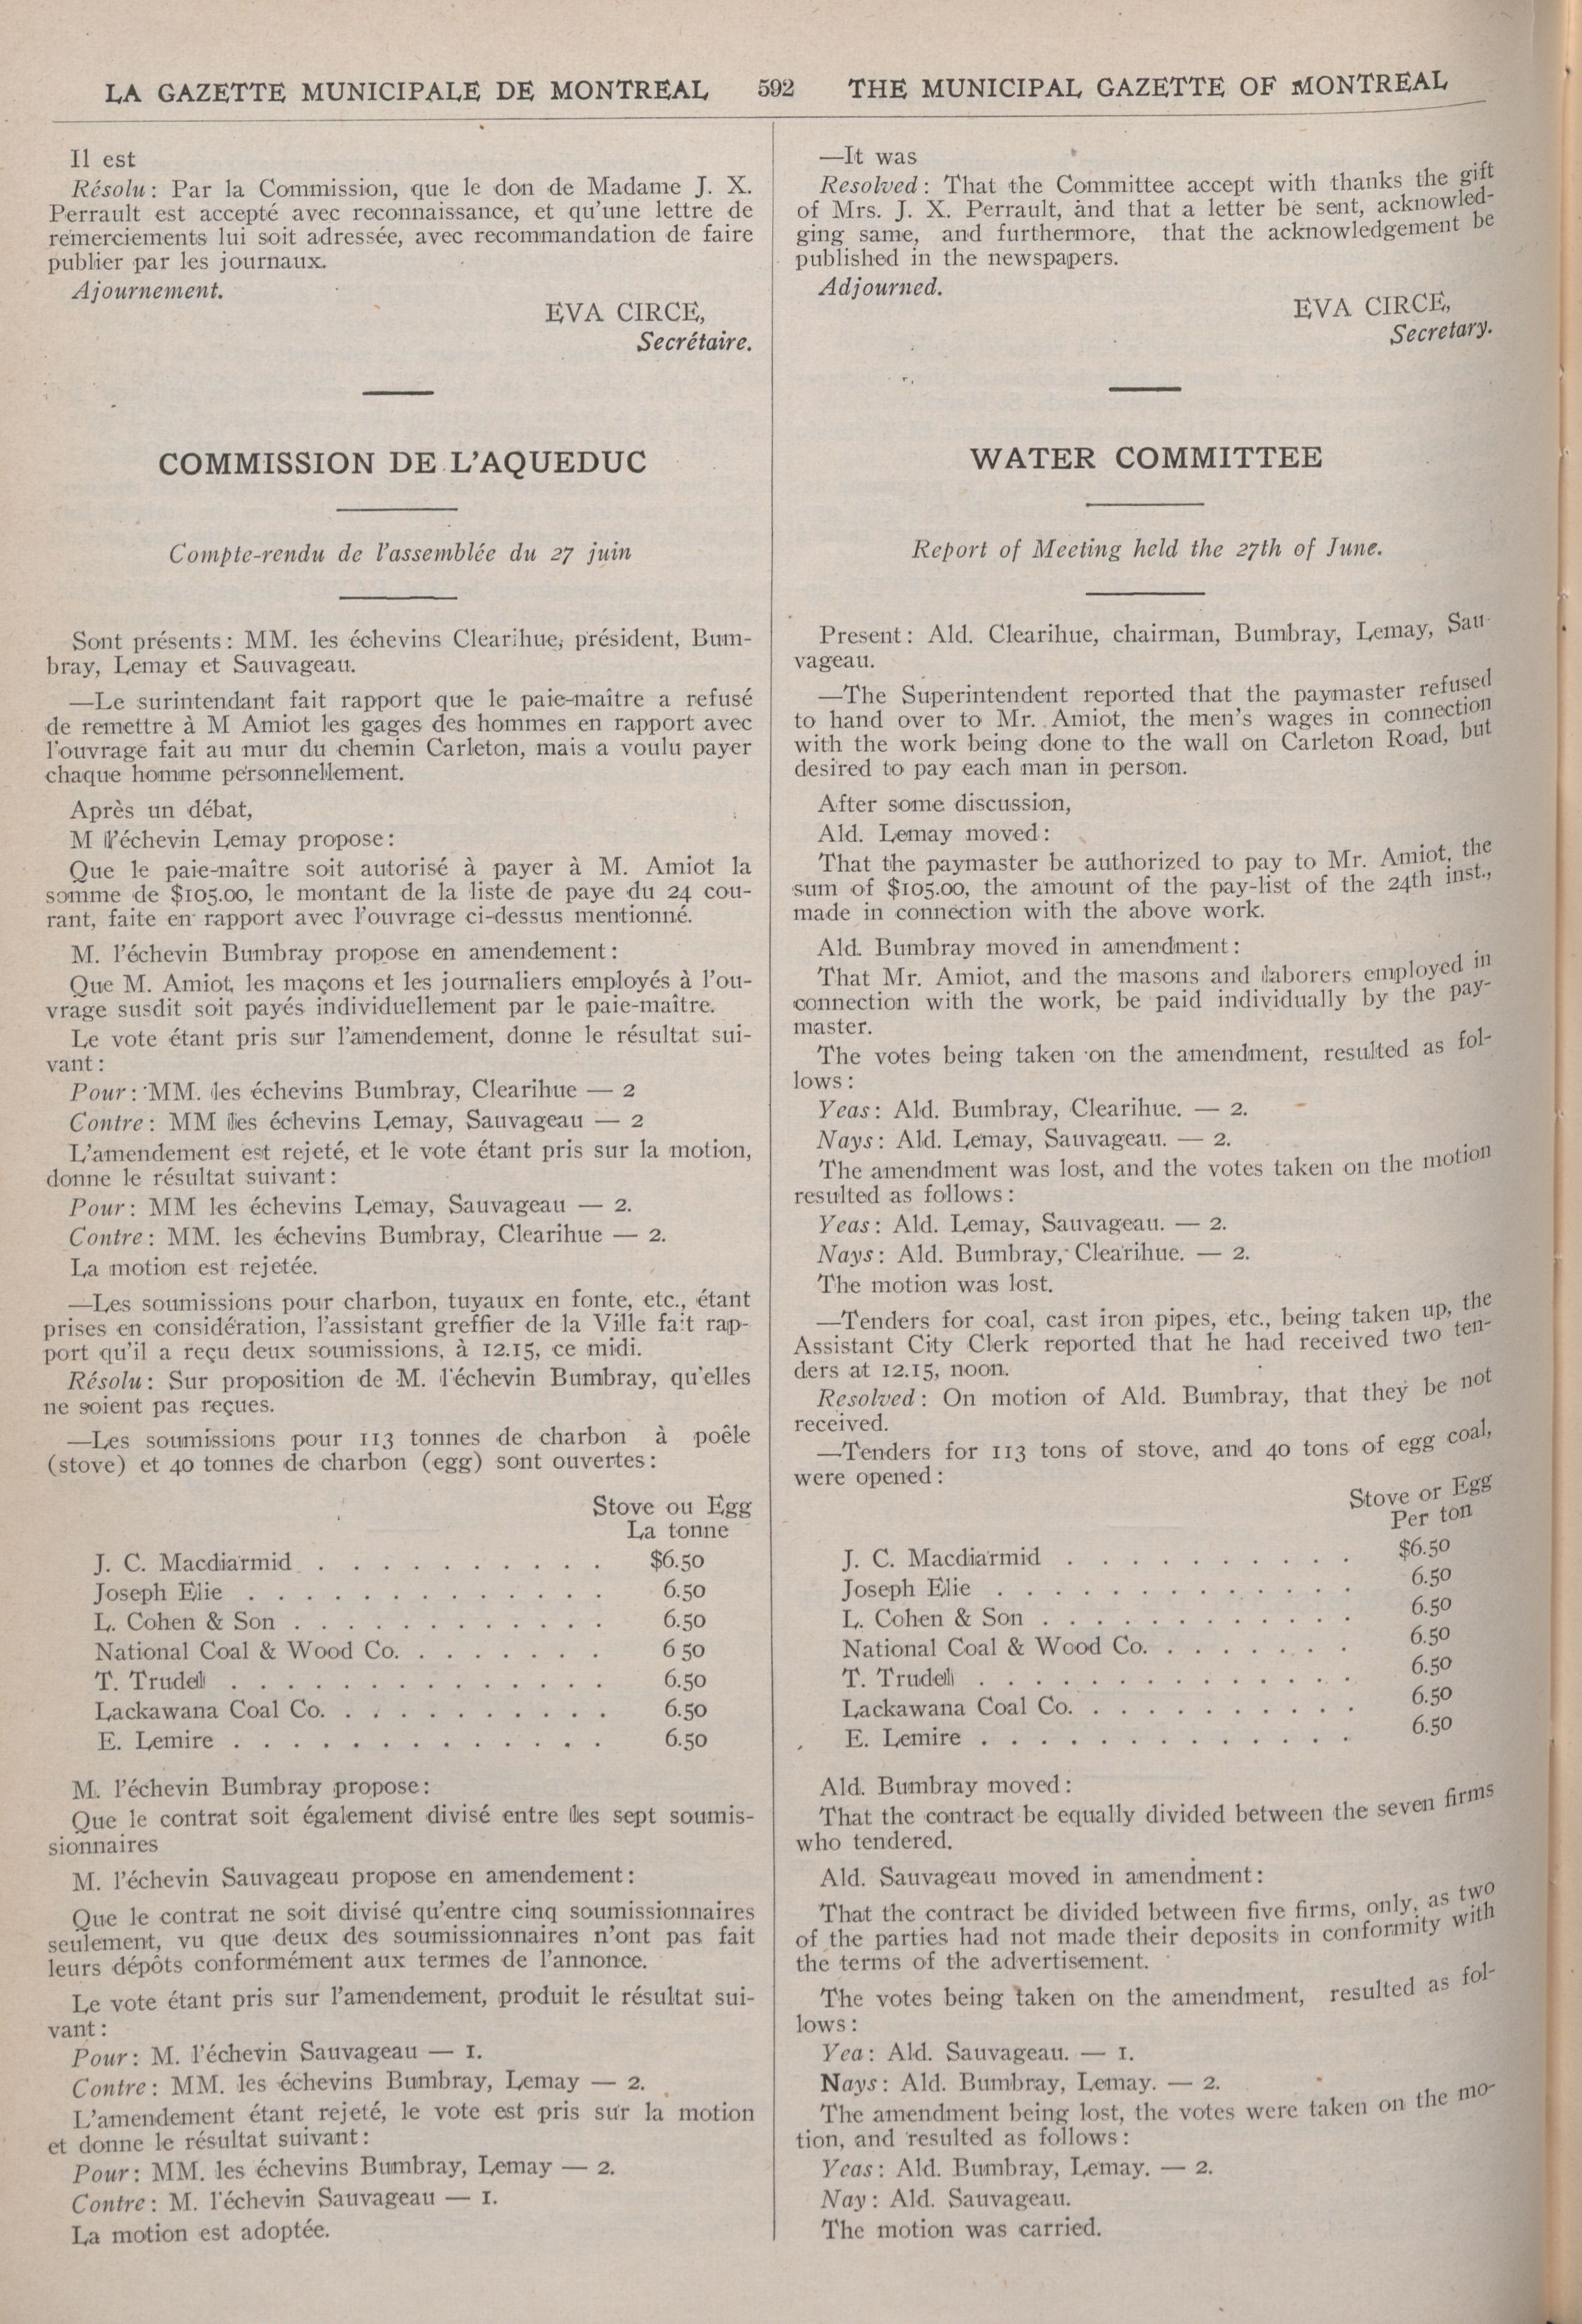 LA GAZETTE MUNICIPALE DE MONTREAL 592 THE MUNICIPAL GAZETTE OF MONTREAL
Il est
Résolu: Par la Commission, que le don de Madame J. X.
Perrault est accepté avec reconnaissance, et qu'une lettre de
remerciements lui soit adressée, avec recommandation de faire
publier par les journaux.
Ajournement.
EVA CIRCE,
Secrétaire.
COMMISSION DE L'AQUEDUC
Compte-rendu de l'assemblée du 27 juin
Sont présents: MM. les échevins Clearihue, président, Bum-
bray, Lemay et Sauvageau.
—Le surintendant fait rapport que le paie-maître a refusé
de remettre à M Amiot les gages des hommes en rapport avec
l'ouvrage fait au mur du chemin Carleton, mais a voulu payer
chaque homme personnellement.
Après un débat,
M l'échevin Lemay propose:
Que le paie-maître soit autorisé à payer à M. Amiot la
somme de $105.00, le montant de la liste de paye du 24 cou-
rant, faite en rapport avec l'ouvrage ci-dessus mentionné.
M. l'échevin Bumbray propose en amendement:
Que M. Amiot, les maçons et les journaliers employés à l'ou-
vrage susdit soit payés individuellement par le paie-maître.
Le vote étant pris sur l'amendement, donne le résultat sui-
vant:
Pour: MM. les échevins Bumbray, Clearihue — 2
Contre: MM les échevins Lemay, Sauvageau — 2
L'amendement est rejeté, et le vote étant pris sur la motion,
donne le résultat suivant:
Pour: MM les échevins Lemay, Sauvageau — 2.
Contre: MM. les échevins Bumbray, Clearihue — 2.
La motion est rejetée.
—Les soumissions pour charbon, tuyaux en fonte, etc., étant
prises en considération, l'assistant greffier de la Ville fait rap-
port qu'il a reçu deux soumissions, à 12.15, ce midi.
Résolu: Sur proposition de M. l'échevin Bumbray, qu'elles
ne soient pas reçues.
—Les soumissions pour 113 tonnes de charbon à poêle
(stove) et 40 tonnes de charbon (egg) sont ouvertes:
Stove ou Egg
La tonne
J. C. Macdiarmid . . . . . . . . . . $6.50
Joseph Elie . . . . . . . . . . . . . 6.50
L. Cohen & Son . . . . . . . . . . . 6.50
National Coal & Wood Co. . . . . . . . 6 50
T. Trudell . . . . . . . . . . . . . . 6.50
Lackawana Coal Co. . . . . . . . . . . 6.50
E. Lemire . . . . . . . . . . . . . . 6.50
M. l'échevin Bumbray propose:
Que le contrat soit également divisé entre les sept soumis-
sionnaires
M. l'échevin Sauvageau propose en amendement:
Que le contrat ne soit divisé qu'entre cinq soumissionnaires
seulement, vu que deux des soumissionnaires n'ont pas fait
leurs dépôts conformément aux termes de l'annonce.
Le vote étant pris sur l'amendement, produit le résultat sui-
vant:
Pour: M. l'échevin Sauvageau — 1.
Contre: MM. les échevins Bumbray, Lemay — 2.
L'amendement étant rejeté, le vote est pris sur la motion
et donne le résultat suivant:
Pour: MM. les échevins Bumbray, Lemay — 2.
Contre: M. l'échevin Sauvageau — 1.
La motion est adoptée.
—It was
Resolved: That the Committee accept with thanks the gift
of Mrs. J. X. Perrault, and that a letter be sent, acknowled-
ging same, and furthermore, that the acknowledgement be
published in the newspapers.
Adjourned.
EVA CIRCE,
Secretary.
WATER COMMITTEE
Report of Meeting held the 27th of June.
Present: Ald. Clearihue, chairman, Bumbray, Lemay, Sau-
vageau.
—The Superintendent reported that the paymaster refused
to hand over to Mr. Amiot, the men's wages in connection
with the work being done to the wall on Carleton Road, but
desired to pay each man in person.
After some discussion,
Ald. Lemay moved:
That the paymaster be authorized to pay to Mr. Amiot, the
sum of $105.00, the amount of the pay-list of the 24th inst.,
made in connection with the above work.
Ald. Bumbray moved in amendment:
That Mr. Amiot, and the masons and laborers employed in
connection with the work, be paid individually by the pay-
master.
The votes being taken on the amendment, resulted as fol-
lows:
Yeas: Ald. Bumbray, Clearihue. — 2.
Nays: Ald. Lemay, Sauvageau. — 2.
The amendment was lost, and the votes taken on the motion
resulted as follows:
Yeas: Ald. Lemay, Sauvageau. — 2.
Nays: Ald. Bumbray, Clearihue. — 2.
The motion was lost.
—Tenders for coal, cast iron pipes, etc., being taken up, the
Assistant City Clerk reported that he had received two ten-
ders at 12.15, noon.
Resolved: On motion of Ald. Bumbray, that they be not
received.
—Tenders for 113 tons of stove, and 40 tons of egg coal,
were opened:
Stove or Egg
Per ton
J. C. Macdiarmid . . . . . . . . . . $6.50
Joseph Elie . . . . . . . . . . . . . 6.50
L. Cohen & Son . . . . . . . . . . . 6.50
National Coal & Wood Co. . . . . . . . 6.50
T. Trudell . . . . . . . . . . . . . . 6.50
Lackawana Coal Co. . . . . . . . . . . 6.50
E. Lemire . . . . . . . . . . . . . . 6.50
Ald. Bumbray moved:
That the contract be equally divided between the seven firms
who tendered.
Ald. Sauvageau moved in amendment:
That the contract be divided between five firms, only, as two
of the parties had not made their deposits in conformity with
the terms of the advertisement.
The votes being taken on the amendment, resulted as fol-
lows:
Yea: Ald. Sauvageau. — 1.
Nays: Ald. Bumbray, Lemay. — 2.
The amendment being lost, the votes were taken on the mo-
tion, and resulted as follows:
Yeas: Ald. Bumbray, Lemay. — 2.
Nay: Ald. Sauvageau.
The motion was carried.